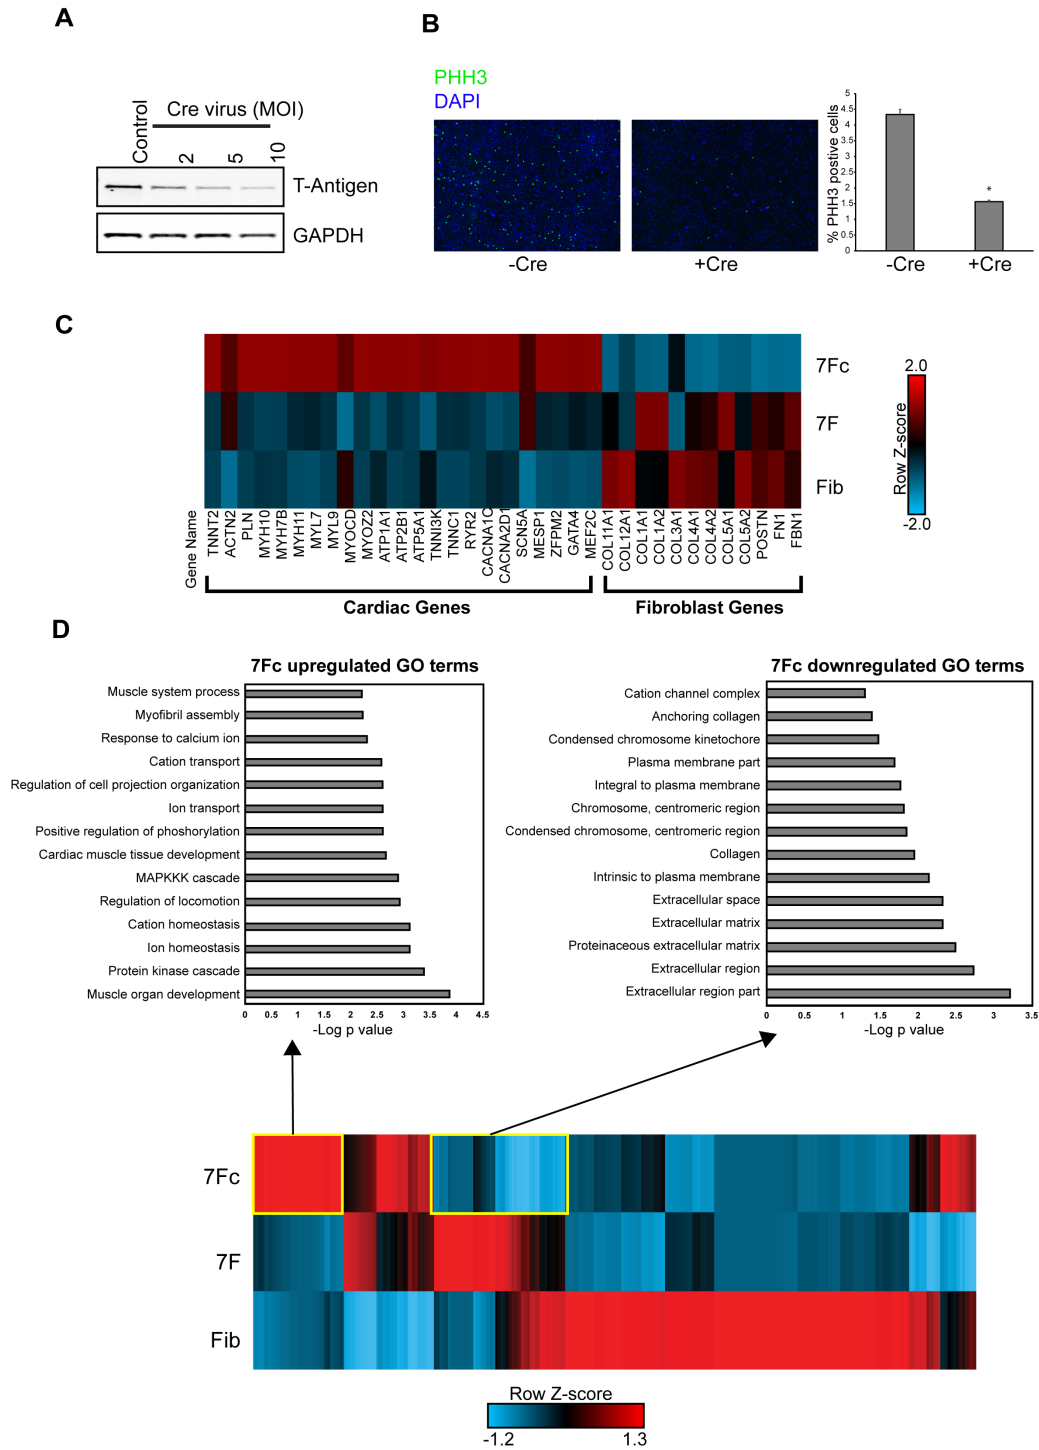 A
Control
Cre virus (MOI)
2
5
10
T-Antigen
GAPDH
B
PHH3
DAPI
-Cre
+Cre
% PHH3 postive cells
5
4.5
4
3.5
3
2.5
2
1.5
1
0.5
0
*
-Cre
+Cre
C
7Fc
7F
Fib
2.0
Row Z-score
-2.0
Gene Name
TNNT2
ACTN2
PLN
MYH10
MYH7B
MYH11
MYL7
MYL9
MYOCD
MYOZ2
ATP1A1
ATP2B1
ATP5A1
TNNI3K
TNNC1
RYR2
CACNA1C
CACNA2D1
SCN5A
MESP1
ZFPM2
GATA4
MEF2C
COL11A1
COL12A1
COL1A1
COL1A2
COL3A1
COL4A1
COL4A2
COL5A1
COL5A2
POSTN
FN1
FBN1
Cardiac Genes
Fibroblast Genes
D
7Fc upregulated GO terms
Muscle system process
Myofibril assembly
Response to calcium ion
Cation transport
Regulation of cell projection organization
Ion transport
Positive regulation of phoshorylation
Cardiac muscle tissue development
MAPKKK cascade
Regulation of locomotion
Cation homeostasis
Ion homeostasis
Protein kinase cascade
Muscle organ development
0 0.5 1 1.5 2 2.5 3 3.5 4 4.5
-Log p value
7Fc downregulated GO terms
Cation channel complex
Anchoring collagen
Condensed chromosome kinetochore
Plasma membrane part
Integral to plasma membrane
Chromosome, centromeric region
Condensed chromosome, centromeric region
Collagen
Intrinsic to plasma membrane
Extracellular space
Extracellular matrix
Proteinaceous extracellular matrix
Extracellular region
Extracellular region part
0 0.5 1 1.5 2 2.5 3 3.5
-Log p value
7Fc
7F
Fib
Row Z-score
-1.2 1.3